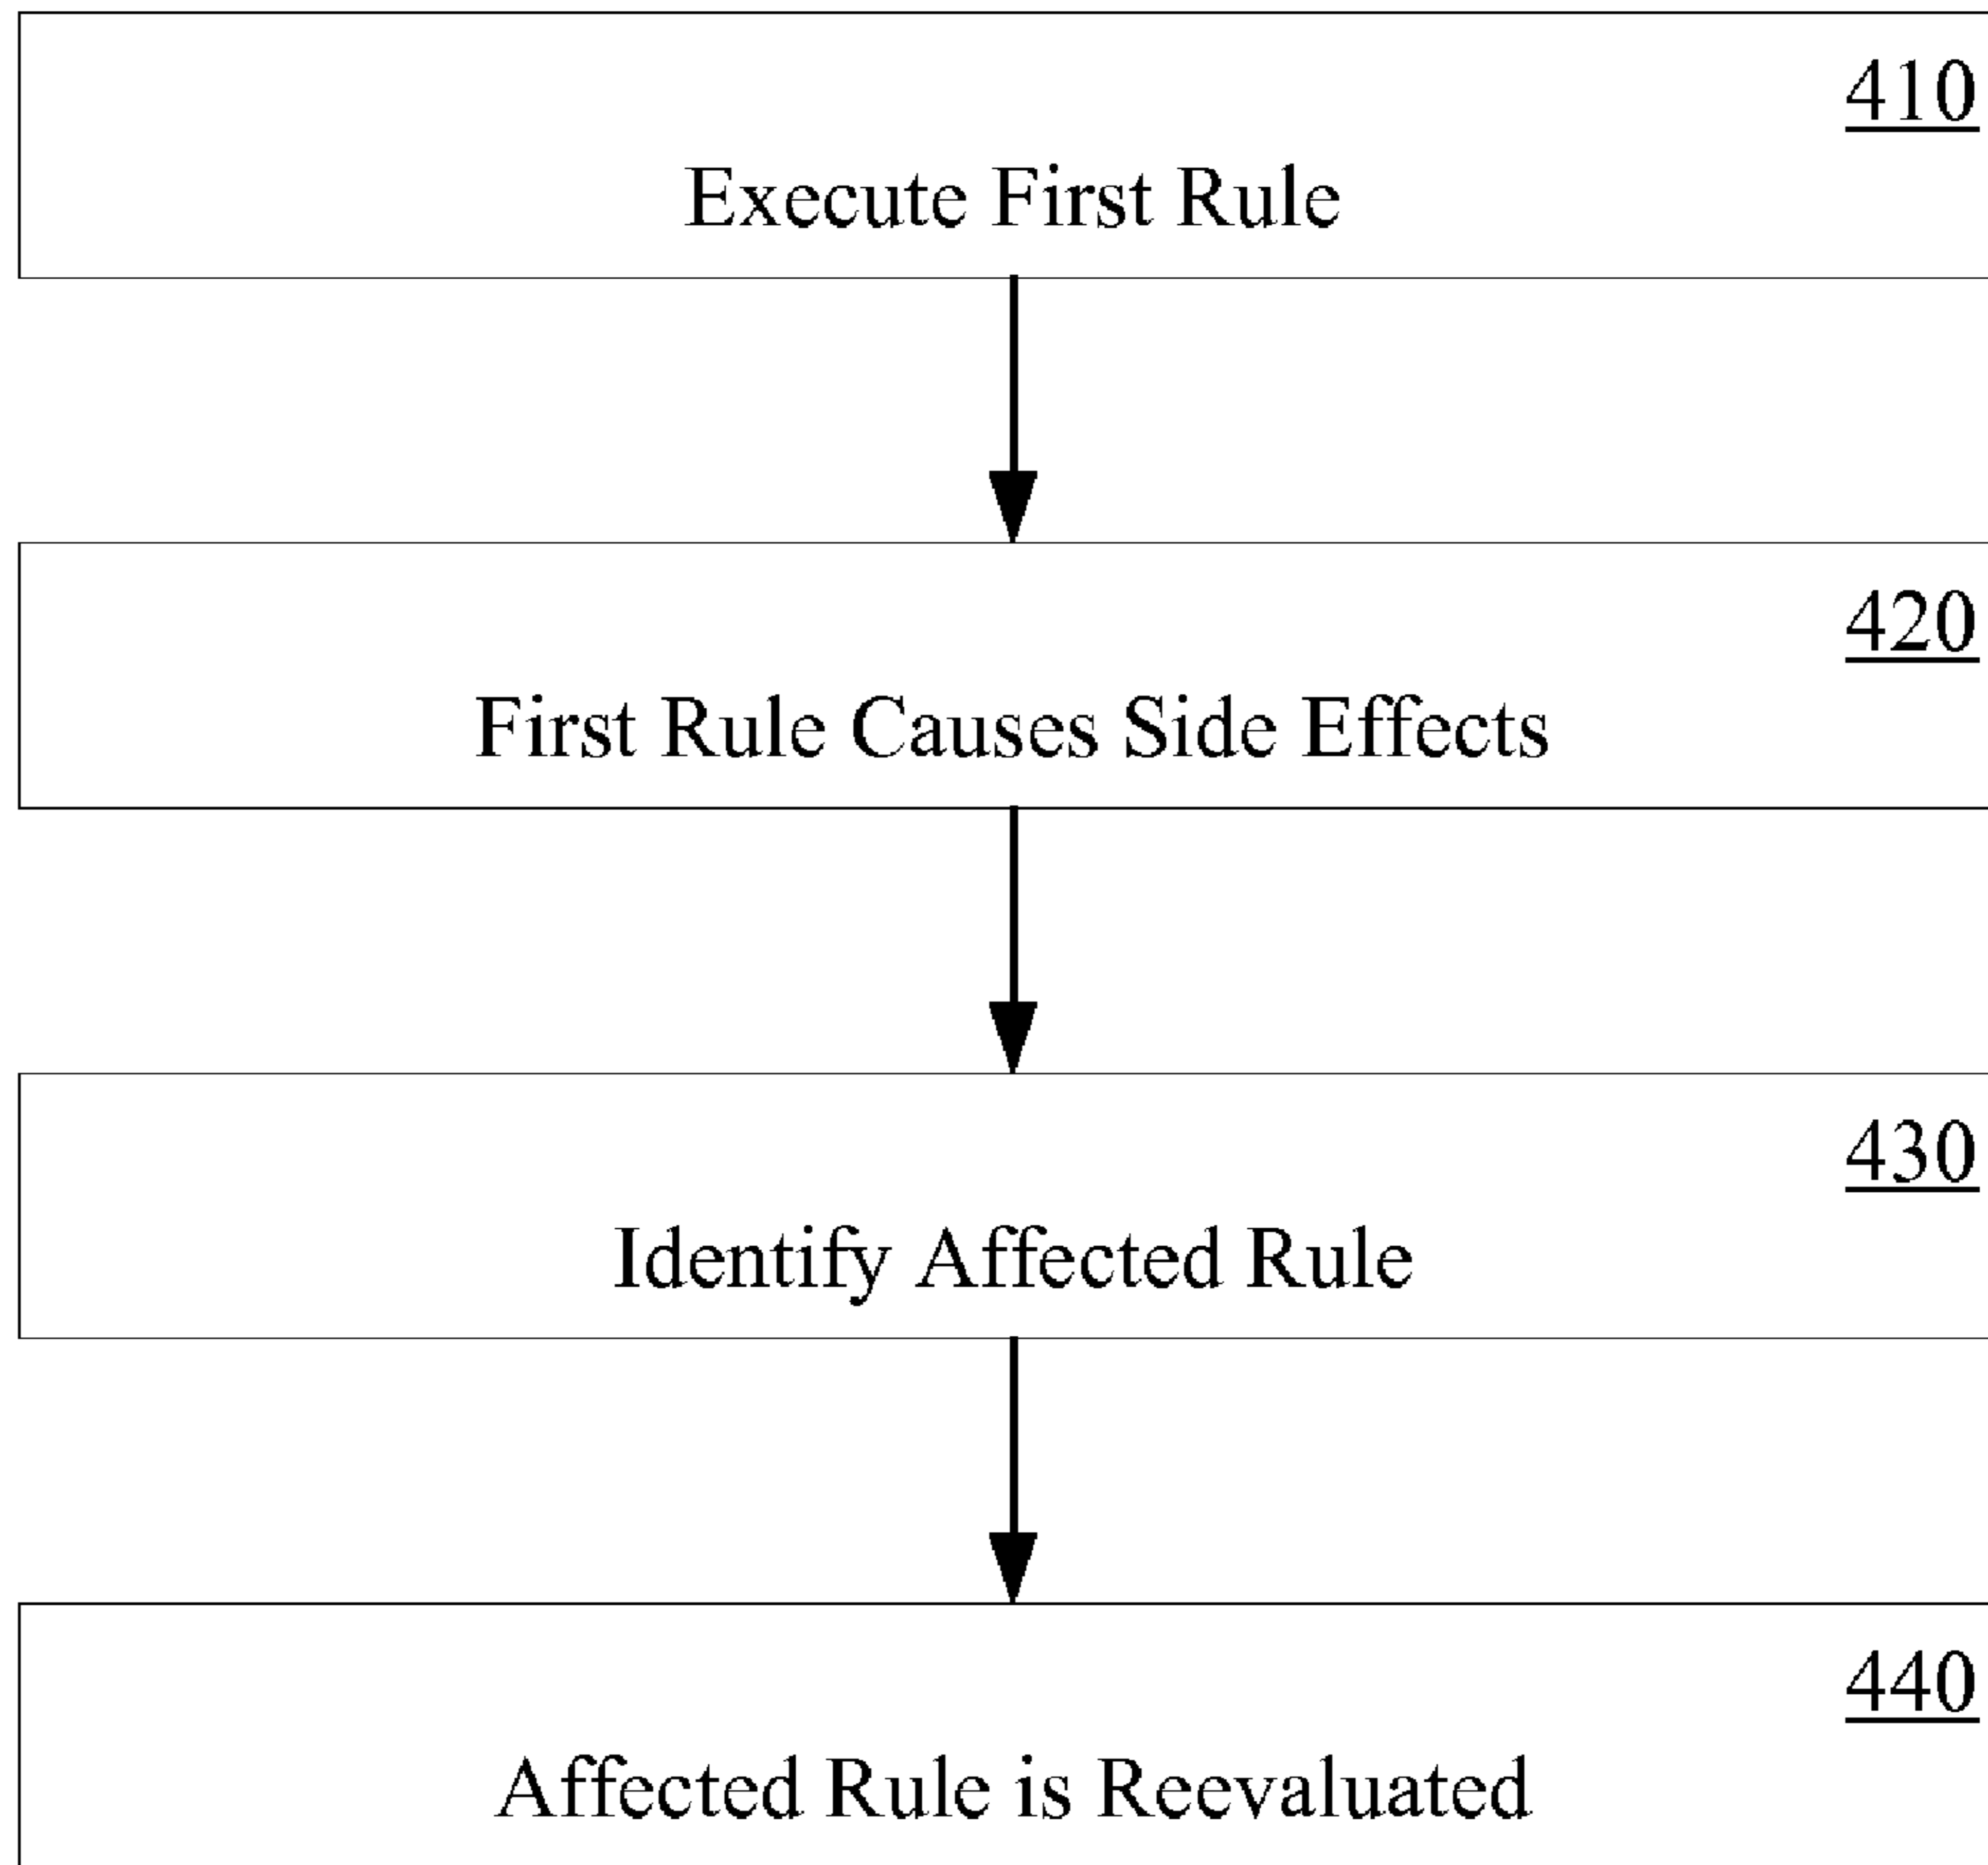 410
Execute First Rule
420
First Rule Causes Side Effects
430
Identify Affected Rule
440
Affected Rule is Reevaluated